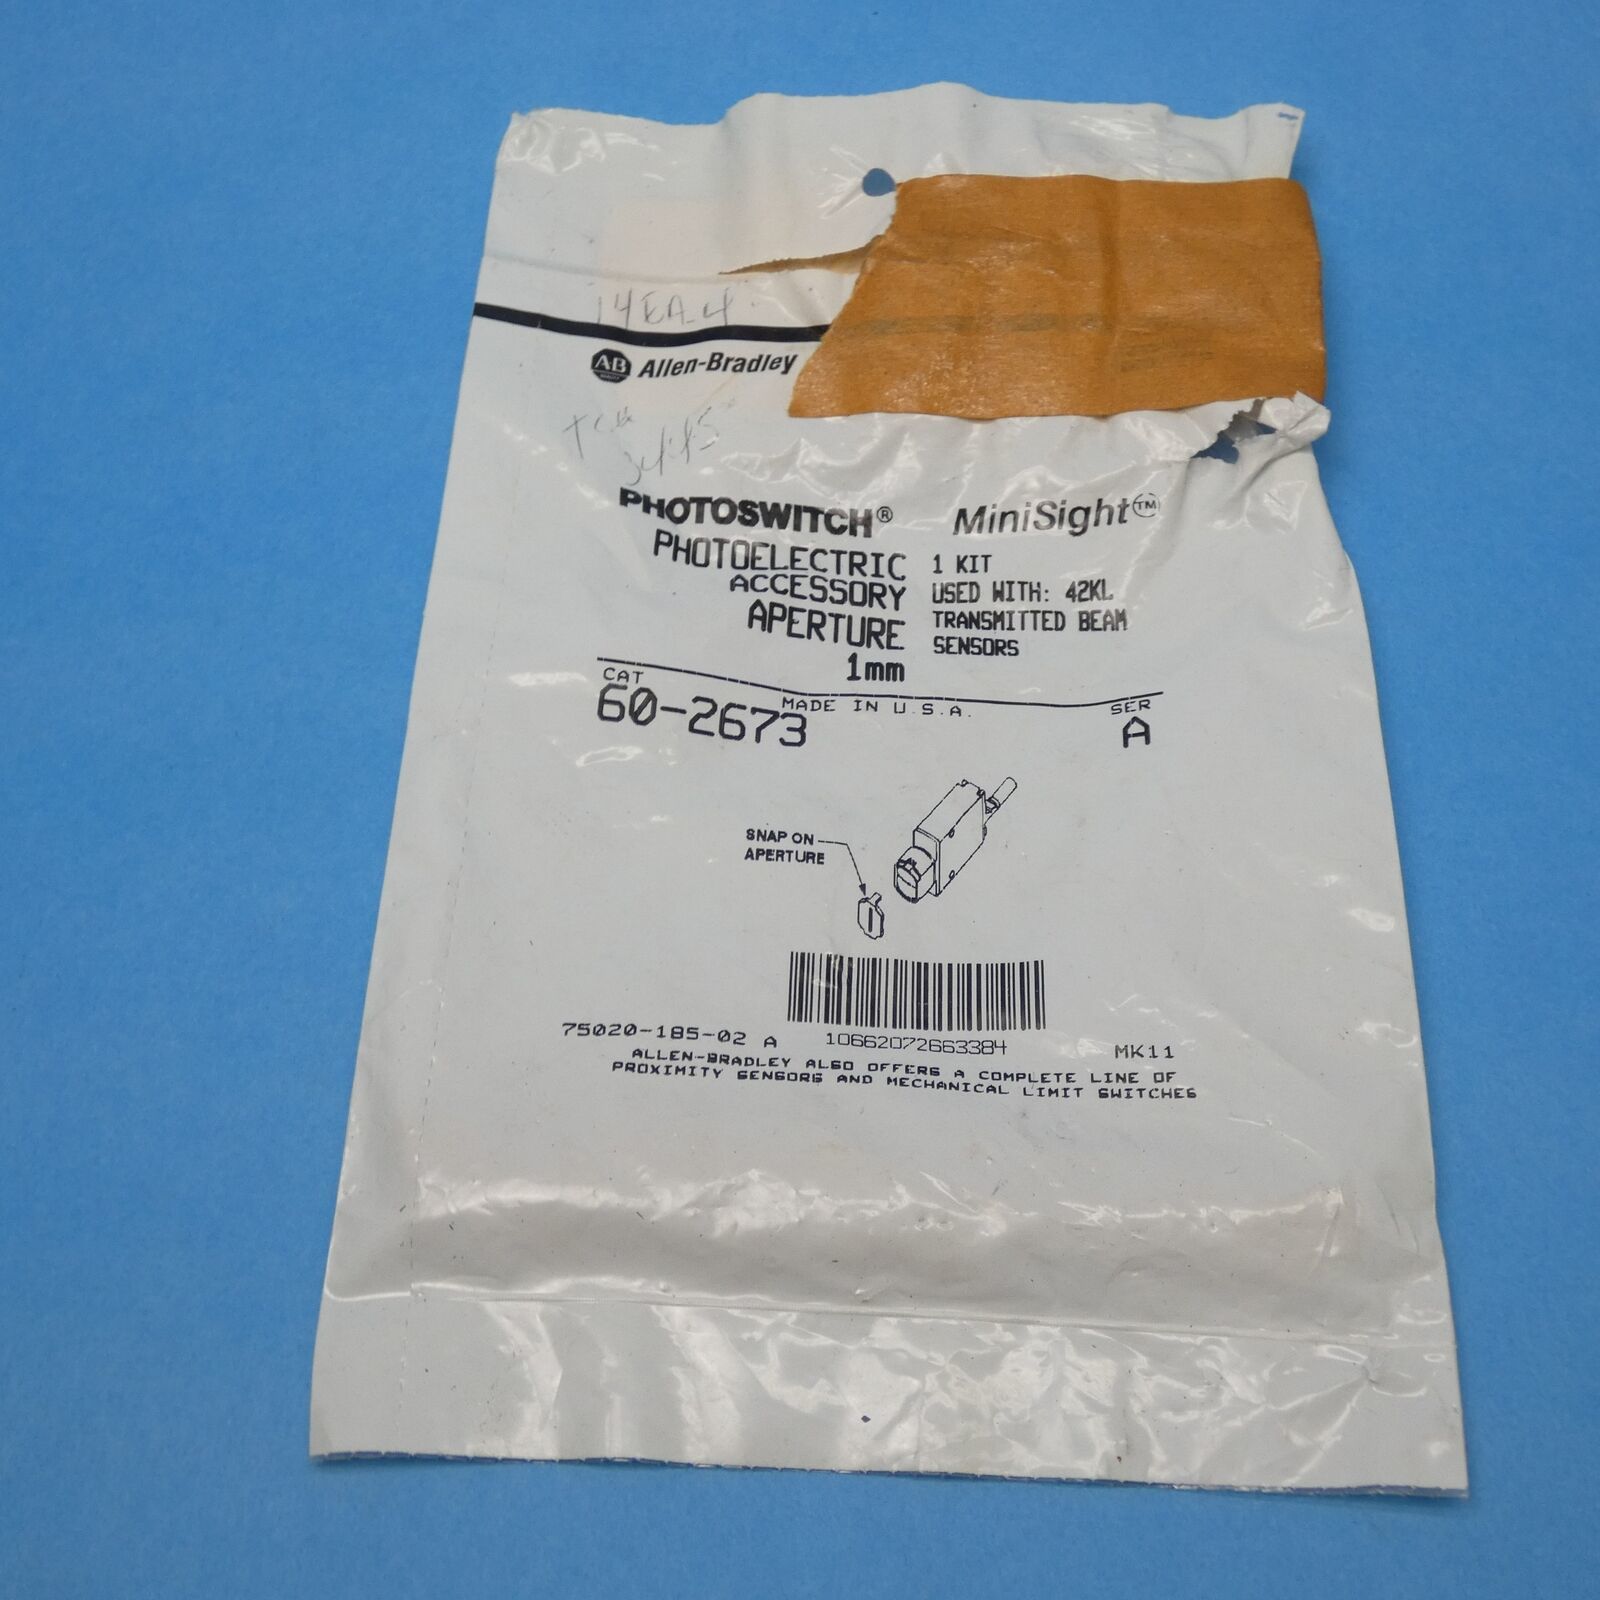 14EA-4
AB Allen-Bradley
PHOTOSWITCH® MiniSight™
PHOTOELECTRIC
ACCESSORY
APERTURE
1mm
1 KIT
USED WITH: 42KL
TRANSMITTED BEAM
SENSORS
CAT
60-2673
MADE IN U.S.A.
SER
A
SNAP ON
APERTURE
75020-185-02 A
10662072663384
MK11
ALLEN-BRADLEY ALSO OFFERS A COMPLETE LINE OF
PROXIMITY SENSORS AND MECHANICAL LIMIT SWITCHES